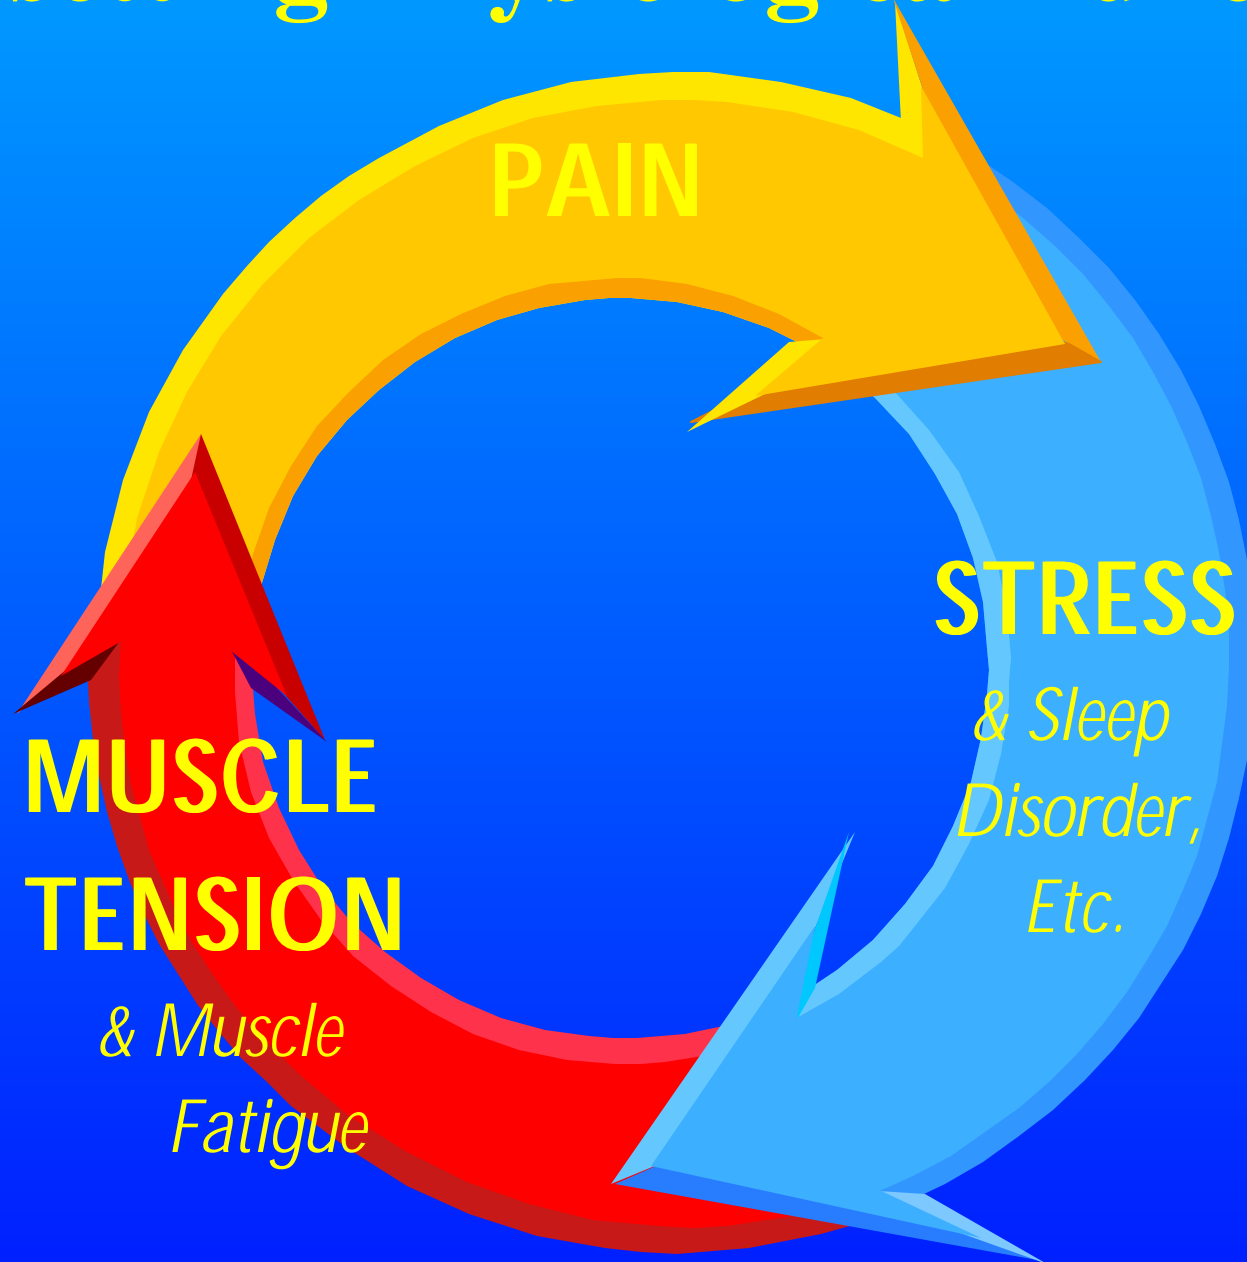 PAIN
STRESS
& Sleep
Disorder,
Etc.
MUSCLE
TENSION
& Muscle
Fatigue